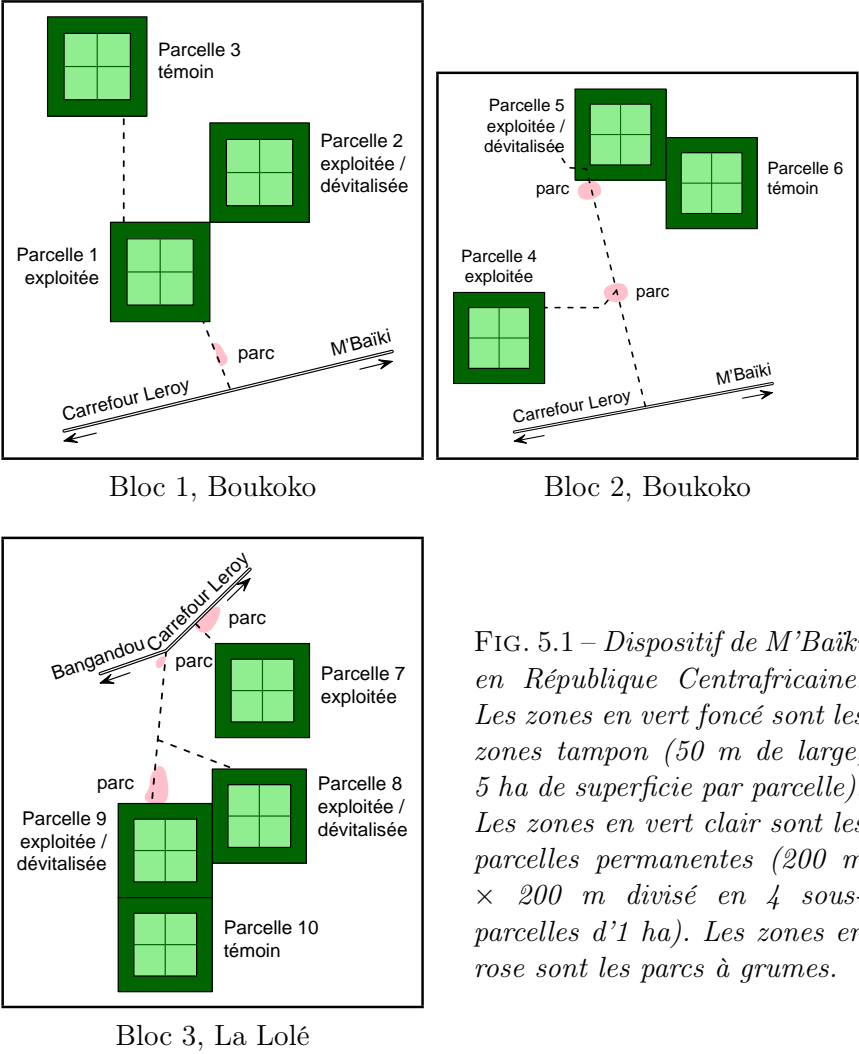 Parcelle 3
témoin
Parcelle 2
exploitée /
dévitalisée
Parcelle 1
exploitée
parc
M'Baïki
Carrefour Leroy
Bloc 1, Boukoko
Parcelle 5
exploitée /
dévitalisée
Parcelle 6
témoin
parc
Parcelle 4
exploitée
parc
M'Baïki
Carrefour Leroy
Bloc 2, Boukoko
Carrefour Leroy
parc
Bangandou
parc
Parcelle 7
exploitée
parc
Parcelle 8
exploitée /
dévitalisée
Parcelle 9
exploitée /
dévitalisée
Parcelle 10
témoin
Bloc 3, La Lolé
FIG. 5.1 – Dispositif de M'Baïki
en République Centrafricaine.
Les zones en vert foncé sont les
zones tampon (50 m de large,
5 ha de superficie par parcelle).
Les zones en vert clair sont les
parcelles permanentes (200 m
× 200 m divisé en 4 sous-
parcelles d'1 ha). Les zones en
rose sont les parcs à grumes.